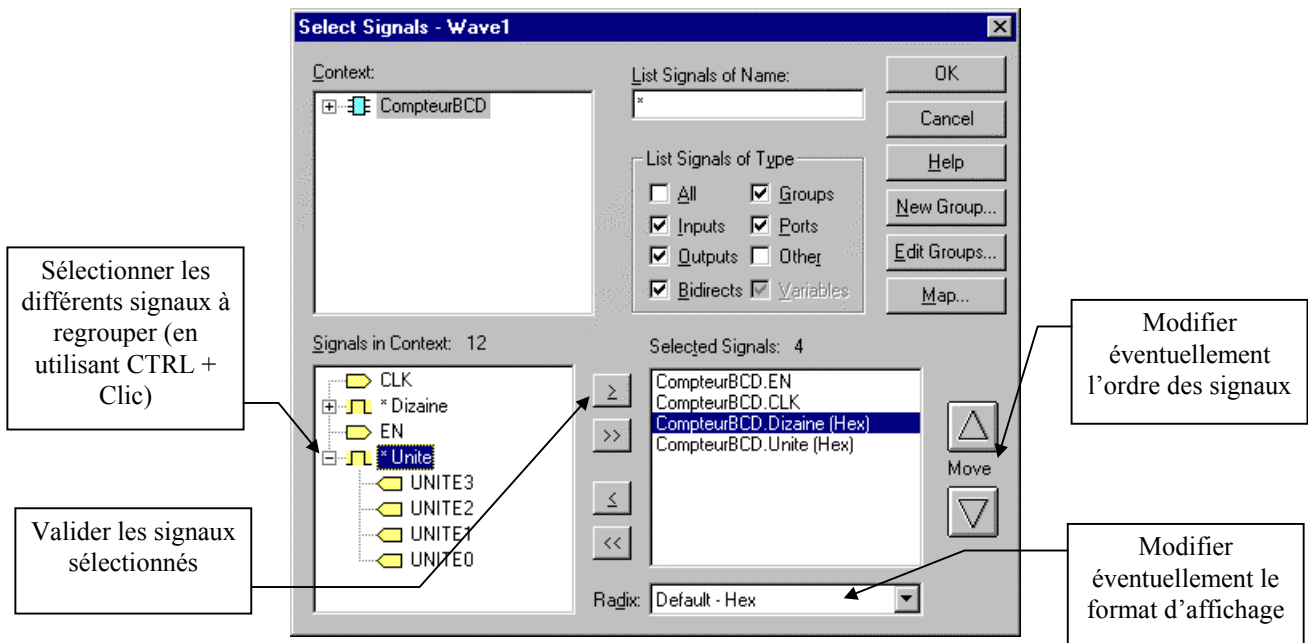 Select Signals - Wave1
Context:
CompteurBCD
List Signals of Name:
*
List Signals of Type
All
Groups
Inputs
Ports
Outputs
Other
Bidirects
Variables
OK
Cancel
Help
New Group...
Edit Groups...
Map...
Signals in Context: 12
CLK
* Dizaine
EN
* Unite
UNITE3
UNITE2
UNITE1
UNITE0
>
>>
<
<<
Selected Signals: 4
CompteurBCD.EN
CompteurBCD.CLK
CompteurBCD.Dizaine (Hex)
CompteurBCD.Unite (Hex)
Move
Radix:
Default - Hex
Sélectionner les
différents signaux à
regrouper (en
utilisant CTRL +
Clic)
Valider les signaux
sélectionnés
Modifier
éventuellement
l’ordre des signaux
Modifier
éventuellement le
format d’affichage